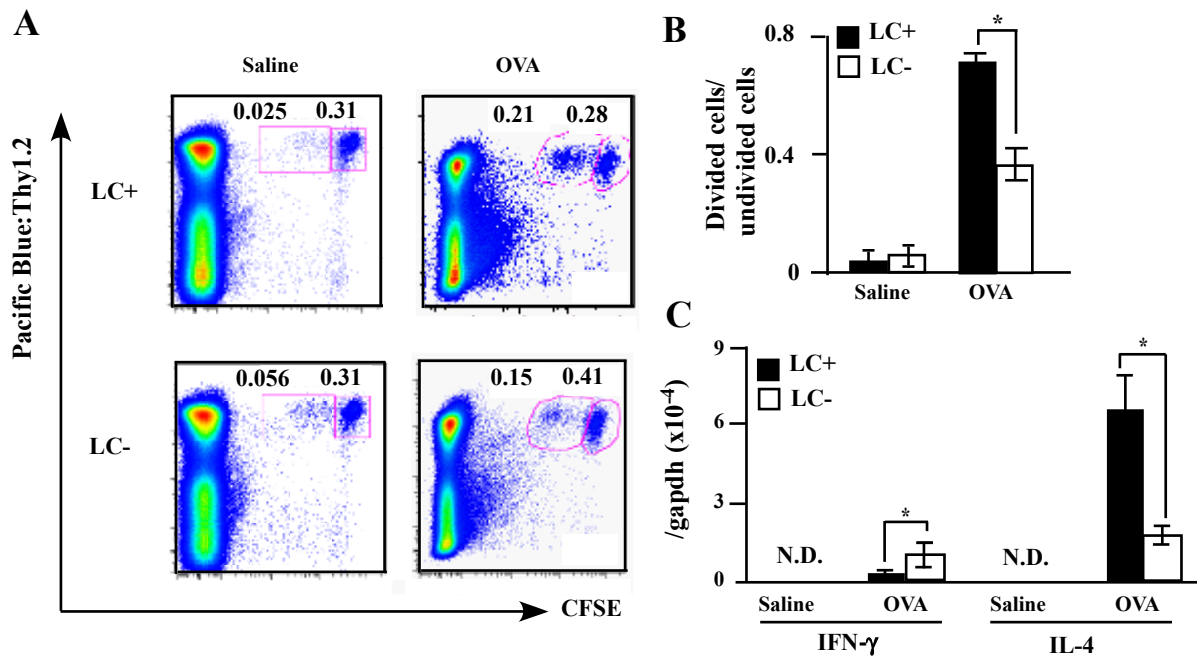 A
Saline
OVA
Pacific Blue:Thy1.2
LC+
0.025 0.31
0.21 0.28
LC-
0.056 0.31
0.15 0.41
CFSE
B
LC+
LC-
*
Divided cells/
undivided cells
0.8
0.4
0
Saline
OVA
C
LC+
LC-
/gapdh (x10⁻⁴)
9
6
3
0
N.D.
*
N.D.
*
Saline
OVA
Saline
OVA
IFN-γ
IL-4